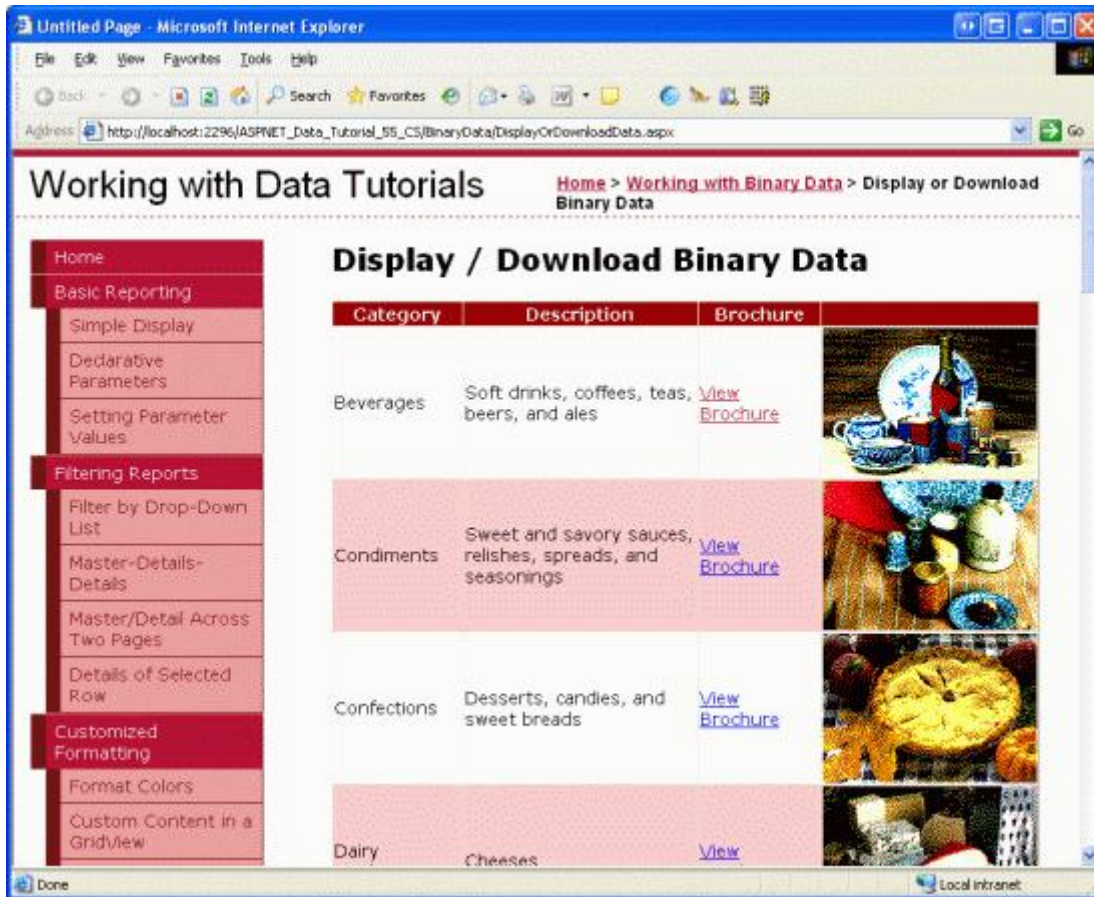 Untitled Page - Microsoft Internet Explorer
File Edit View Favorites Tools Help
Back Search Favorites
Address http://localhost:2296/ASPNET_Data_Tutorial_55_CS/BinaryData/DisplayOrDownloadData.aspx Go
Working with Data Tutorials
Home > Working with Binary Data > Display or Download
Binary Data
Home
Basic Reporting
Simple Display
Declarative
Parameters
Setting Parameter
Values
Filtering Reports
Filter by Drop-Down
List
Master-Details-
Details
Master/Detail Across
Two Pages
Details of Selected
Row
Customized
Formatting
Format Colors
Custom Content in a
GridView
Display / Download Binary Data
Category Description Brochure
Beverages
Soft drinks, coffees, teas,
beers, and ales
View
Brochure
Condiments
Sweet and savory sauces,
relishes, spreads, and
seasonings
View
Brochure
Confections
Desserts, candies, and
sweet breads
View
Brochure
Dairy
Cheeses
View
Done
Local intranet